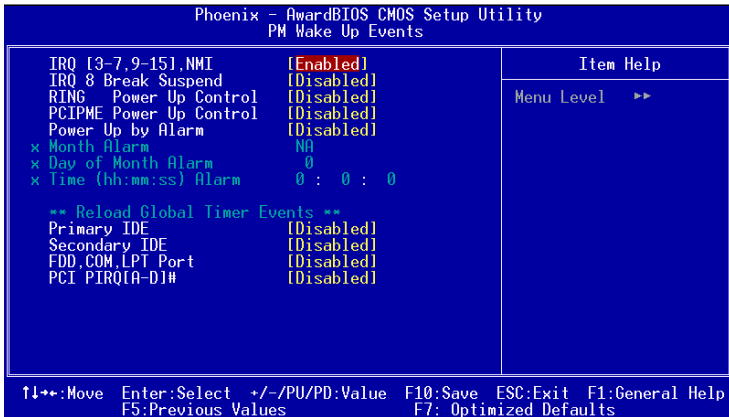 Phoenix - AwardBIOS CMOS Setup Utility
PM Wake Up Events
IRQ [3-7,9-15],NMI [Enabled]
IRQ 8 Break Suspend [Disabled]
RING Power Up Control [Disabled]
PCIPME Power Up Control [Disabled]
Power Up by Alarm [Disabled]
x Month Alarm NA
x Day of Month Alarm 0
x Time (hh:mm:ss) Alarm 0 : 0 : 0
** Reload Global Timer Events **
Primary IDE [Disabled]
Secondary IDE [Disabled]
FDD,COM,LPT Port [Disabled]
PCI PIRQ[A-D]# [Disabled]
Item Help
Menu Level ►►
↑↓→←:Move Enter:Select +/-/PU/PD:Value F10:Save ESC:Exit F1:General Help
F5:Previous Values F7: Optimized Defaults